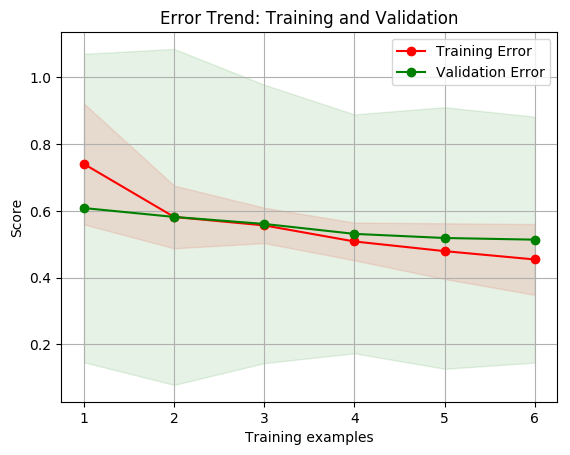 Error Trend: Training and Validation
Training Error
Validation Error
1.0
0.8
0.6
0.4
0.2
Score
1 2 3 4 5 6
Training examples